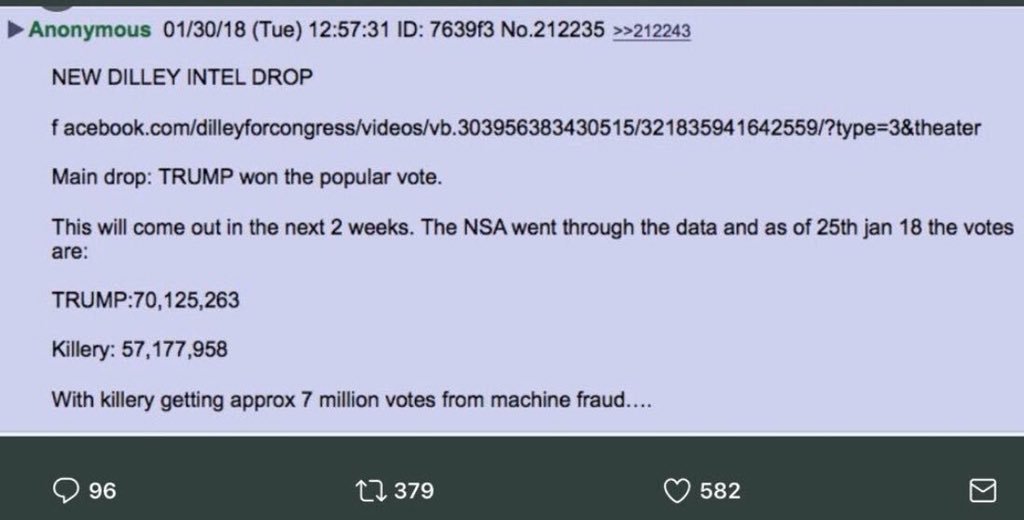 ▶Anonymous 01/30/18 (Tue) 12:57:31 ID: 7639f3 No.212235 >>212243
NEW DILLEY INTEL DROP
f acebook.com/dilleyforcongress/videos/vb.303956383430515/321835941642559/?type=3&theater
Main drop: TRUMP won the popular vote.
This will come out in the next 2 weeks. The NSA went through the data and as of 25th jan 18 the votes
are:
TRUMP:70,125,263
Killery: 57,177,958
With killery getting approx 7 million votes from machine fraud....
96 379 582